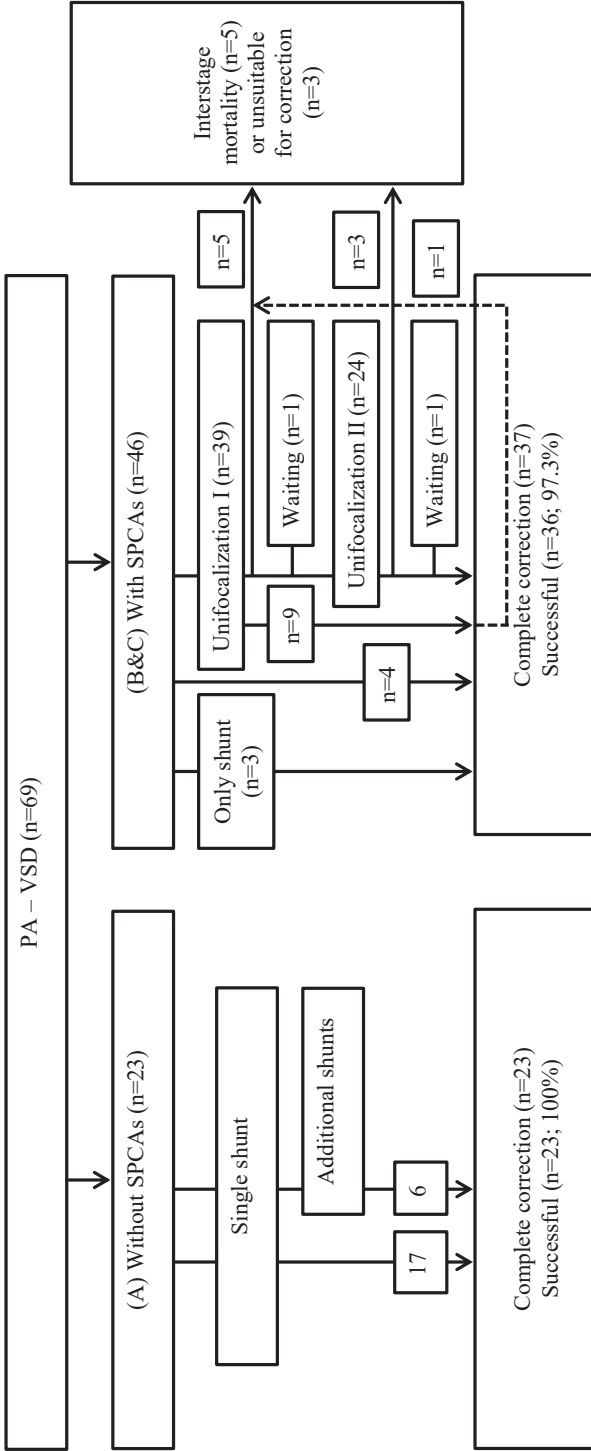 PA – VSD (n=69)
(A) Without SPCAs (n=23)
Single shunt
Additional shunts
17
6
Complete correction (n=23)
Successful (n=23; 100%)
(B&C) With SPCAs (n=46)
Only shunt
(n=3)
n=4
Unifocalization I (n=39)
n=9
Waiting (n=1)
Unifocalization II (n=24)
Waiting (n=1)
n=5
n=3
n=1
Interstage
mortality (n=5)
or unsuitable
for correction
(n=3)
Complete correction (n=37)
Successful (n=36; 97.3%)